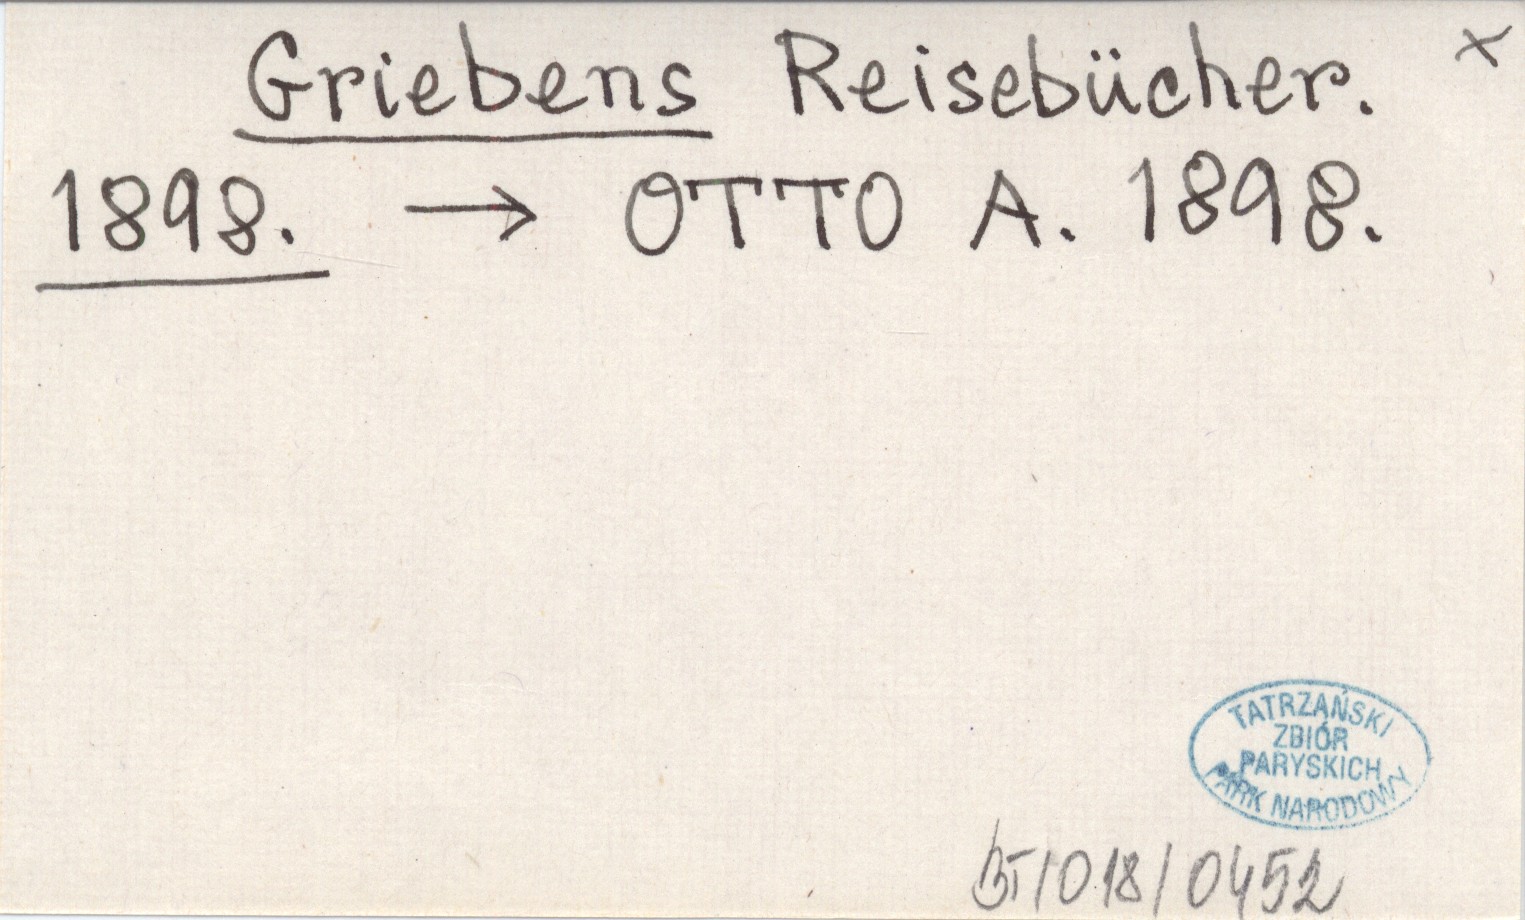 Griebens Reisebücher. x
1898. → OTTO A. 1898.
TATRZAŃSKI
ZBIÓR
PARYSKICH
PARK NARODOWY
BT/018/0452